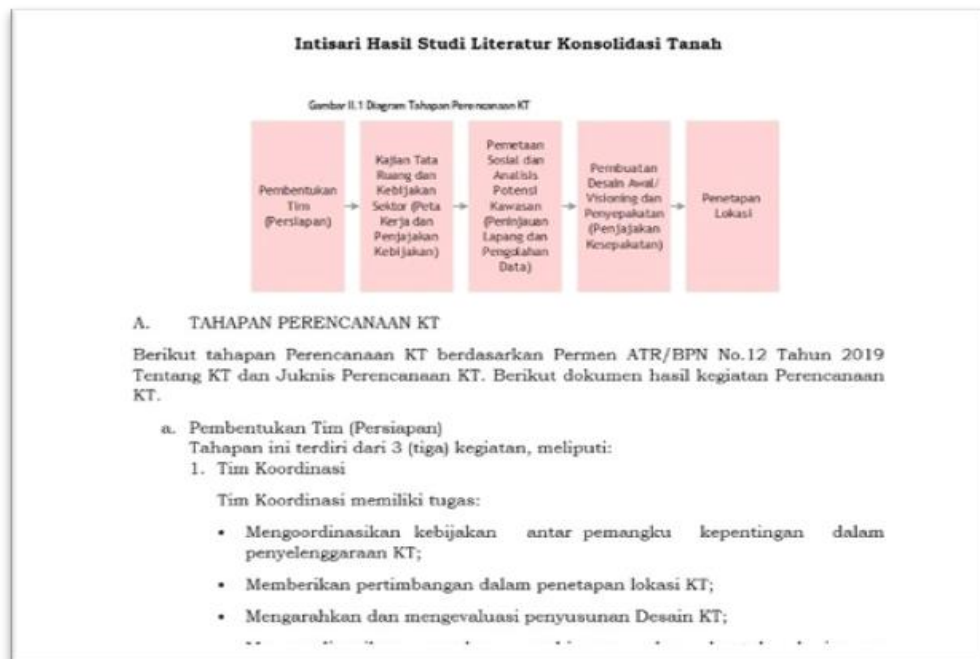 Intisari Hasil Studi Literatur Konsolidasi Tanah
Gambar II.1 Diagram Tahapan Perencanaan KT
Pembentukan
Tim
(Persiapan)
Kajian Tata
Ruang dan
Kebijakan
Sektor (Peta
Kerja dan
Penjajakan
Kebijakan)
Pemetaan
Sosial dan
Analisis
Potensi
Kawasan
(Peninjauan
Lapang dan
Pengolahan
Data)
Pembuatan
Desain Awal/
Visioning dan
Penyepakatan
(Penjajakan
Kesepakatan)
Penetapan
Lokasi
A. TAHAPAN PERENCANAAN KT
Berikut tahapan Perencanaan KT berdasarkan Permen ATR/BPN No.12 Tahun 2019
Tentang KT dan Juknis Perencanaan KT. Berikut dokumen hasil kegiatan Perencanaan
KT.
a. Pembentukan Tim (Persiapan)
Tahapan ini terdiri dari 3 (tiga) kegiatan, meliputi:
1. Tim Koordinasi
Tim Koordinasi memiliki tugas:
• Mengoordinasikan kebijakan antar pemangku kepentingan dalam
penyelenggaraan KT;
• Memberikan pertimbangan dalam penetapan lokasi KT;
• Mengarahkan dan mengevaluasi penyusunan Desain KT;